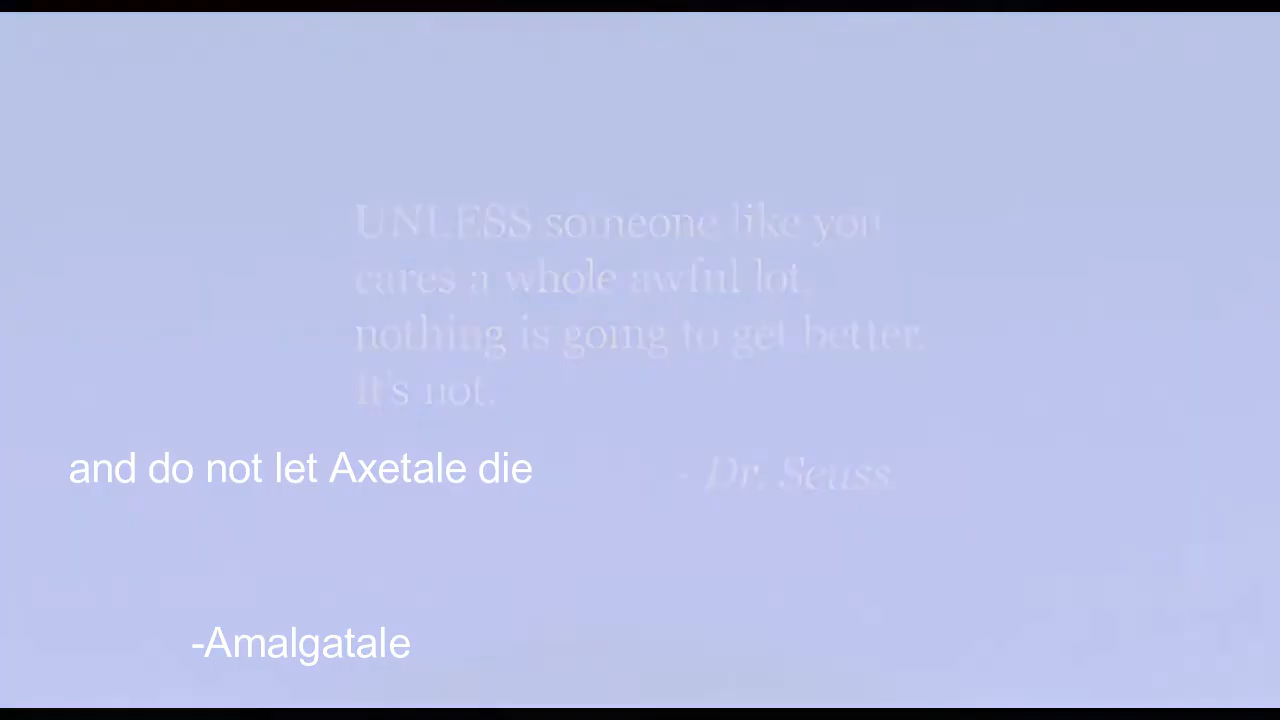 UNLESS someone like you
cares a whole awful lot,
nothing is going to get better.
It's not.
and do not let Axetale die
- Dr. Seuss
-Amalgatale